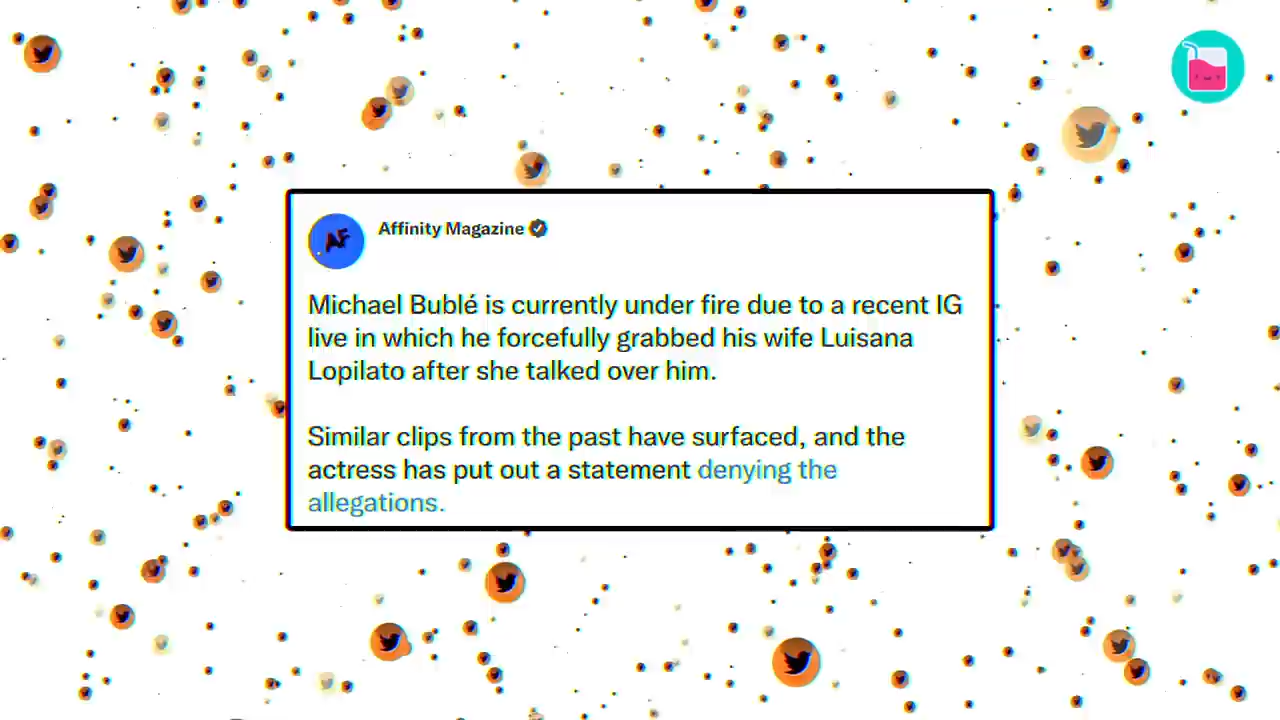 AF
Affinity Magazine
Michael Bublé is currently under fire due to a recent IG
live in which he forcefully grabbed his wife Luisana
Lopilato after she talked over him.
Similar clips from the past have surfaced, and the
actress has put out a statement denying the
allegations.